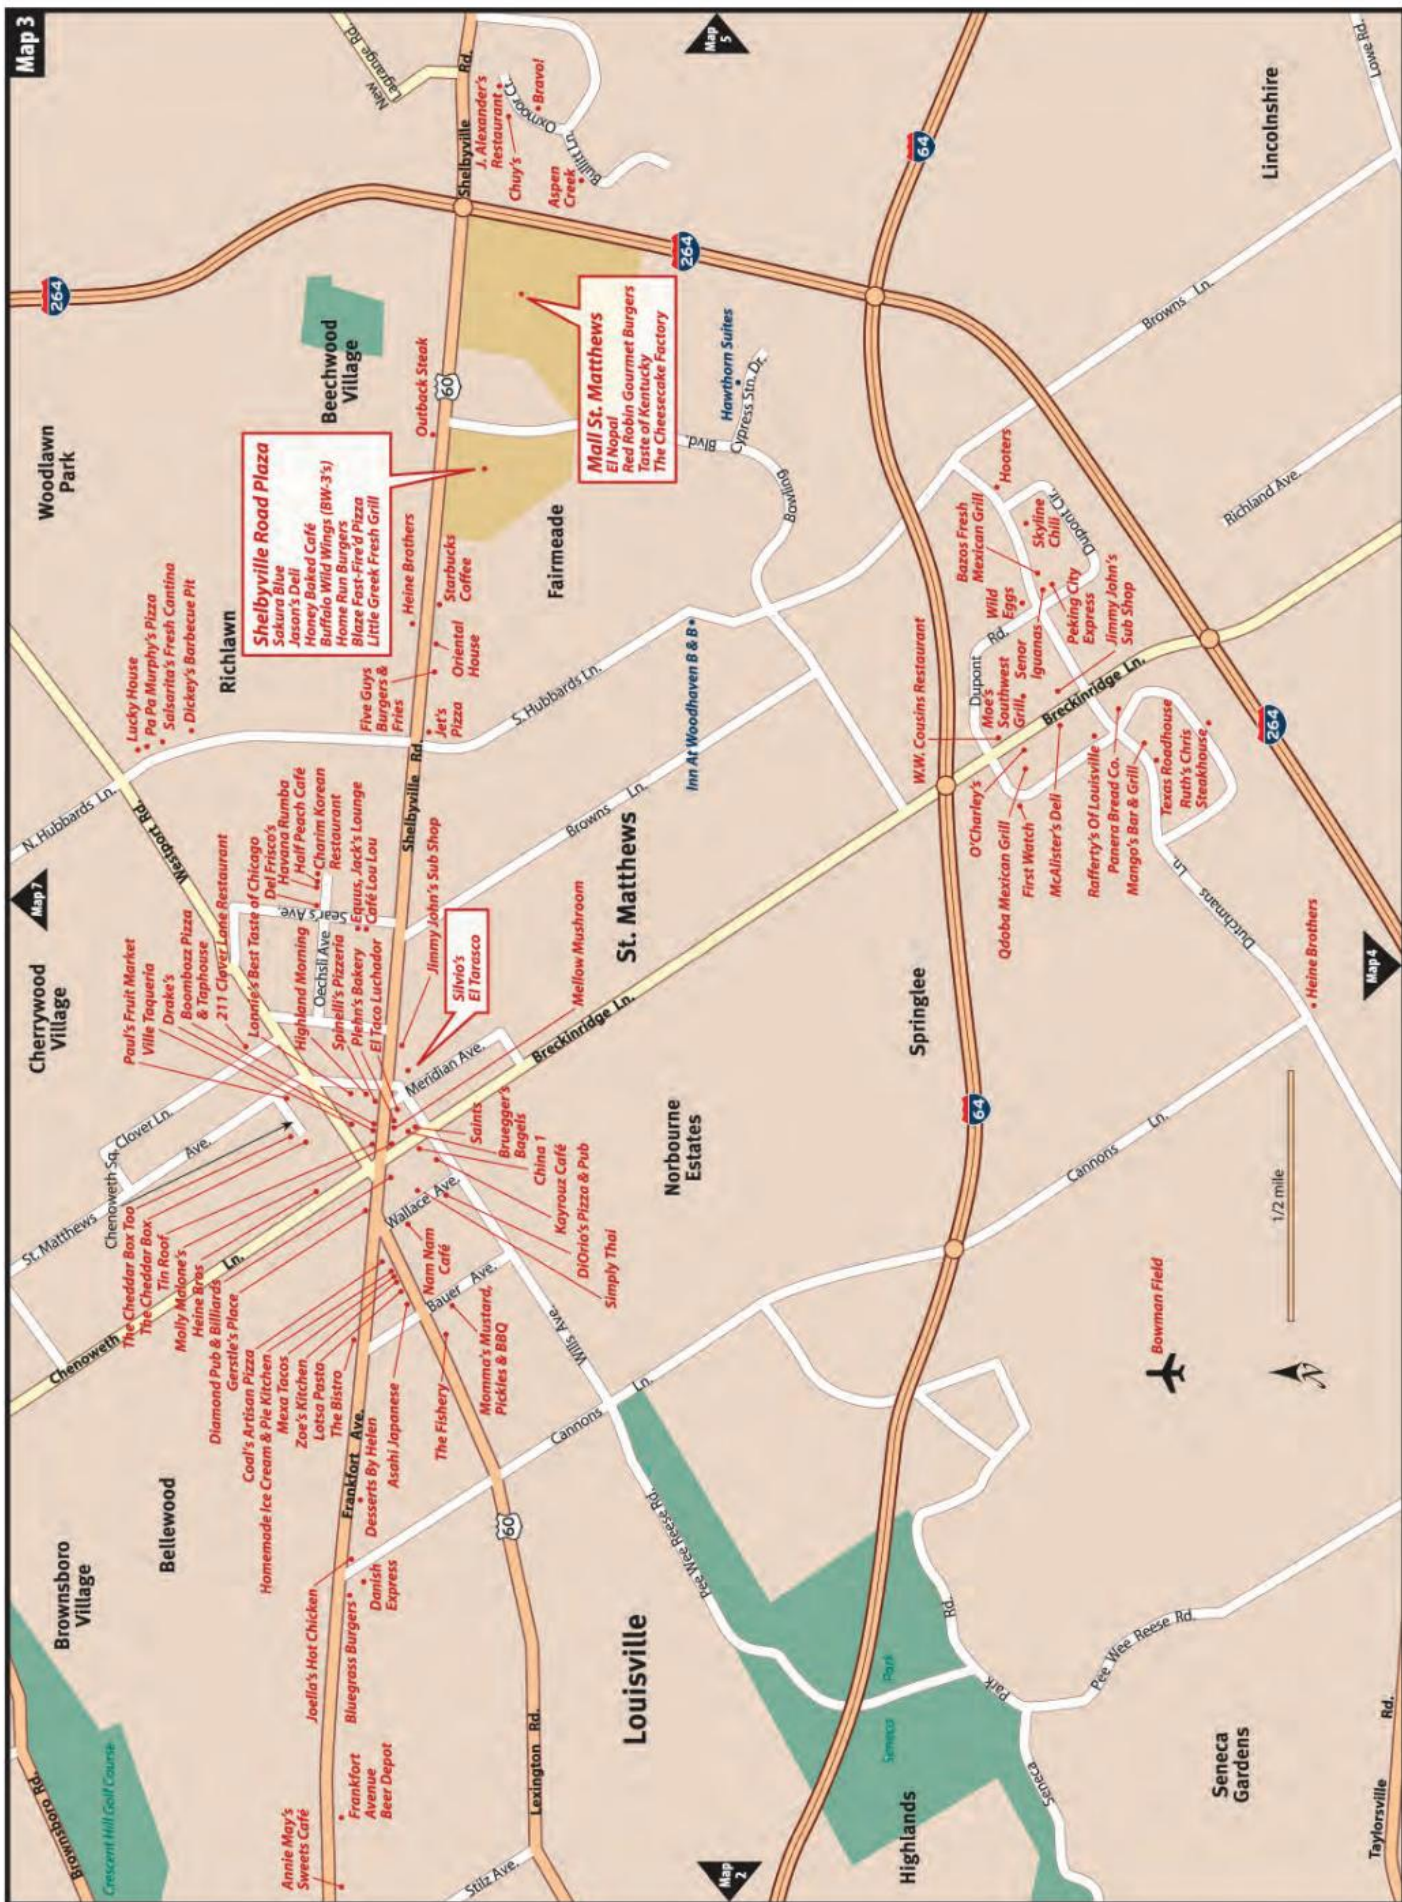 Map 3
Brownsboro Rd.
Crescent Hill Golf Course
Brownsboro
Village
Bellewood
Cherrywood
Village
Map 7
Woodlawn
Park
Richlawn
Beechwood
Village
264
New
Lagrange Rd.
Shelbyville
Rd.
N. Hubbards Ln.
Westport Rd.
Lucky House
Pa Pa Murphy's Pizza
Salsarita's Fresh Cantina
Dickey's Barbecue Pit
Shelbyville Road Plaza
Sakura Blue
Jason's Deli
Honey Baked Café
Buffalo Wild Wings (BW-3's)
Home Run Burgers
Blaze Fast-Fire'd Pizza
Little Greek Fresh Grill
Outback Steak
60
J. Alexander's
Restaurant
Chuy's
Oxmoor Ct.
Bravo!
Aspen
Creek
Bullitt Ln.
Map
5
Mall St. Matthews
El Nopal
Red Robin Gourmet Burgers
Taste of Kentucky
The Cheesecake Factory
264
Heine Brothers
Starbucks
Coffee
Fairmeade
Five Guys
Burgers &
Fries
Oriental
House
Jet's
Pizza
Shelbyville
Rd.
S. Hubbards Ln.
Paul's Fruit Market
Ville Taqueria
Drake's
Boombozz Pizza
& Taphouse
211 Clover Lane Restaurant
Lonnie's Best Taste of Chicago
Del Frisco's
Havana Rumba
Half Peach Café
Charim Korean
Restaurant
Sear's Ave.
Oechsli Ave
Highland Morning
Spinelli's Pizzeria
Plehn's Bakery
El Taco Luchador
Equus, Jack's Lounge
Café Lou Lou
Jimmy John's Sub Shop
Silvio's
El Tarasco
Mellow Mushroom
Meridian Ave.
Breckinridge Ln.
Browns
Ln.
St. Matthews
Clover Ln.
Chenoweth Sq.
St. Matthews
Ave.
The Cheddar Box Too
The Cheddar Box
Tin Roof
Molly Malone's
Heine Bros
Diamond Pub & Billiards
Gerstle's Place
Chenoweth
Ln.
Coal's Artisan Pizza
Homemade Ice Cream & Pie Kitchen
Mexa Tacos
Zoe's Kitchen
Lotsa Pasta
The Bistro
Desserts By Helen
Asahi Japanese
The Fishery
Momma's Mustard,
Pickles & BBQ
Nam Nam
Café
Wallace Ave.
Bauer Ave.
Willis Ave.
Saints
Bruegger's
Bagels
China 1
Kayrouz Café
DiOrio's Pizza & Pub
Simply Thai
Frankfort
Ave.
Joella's Hot Chicken
Bluegrass Burgers
Danish
Express
Frankfort
Avenue
Beer Depot
Annie May's
Sweets Café
Lexington
Rd.
60
Stilz Ave.
Louisville
Cannons
Ln.
Norbourne
Estates
Inn At Woodhaven B & B
Bowling
Blvd.
Cypress Stn. Dr.
Hawthorn Suites
64
Browns
Ln.
Lincolnshire
Lowe Rd.
Richland Ave.
W.W. Cousins Restaurant
Dupont
Rd.
Moe's
Southwest
Grill
Senor
Iguanas
Wild
Eggs
Bazos Fresh
Mexican Grill
Hooters
Skyline
Chili
Dupont Cir.
Peking City
Express
Jimmy John's
Sub Shop
Breckinridge Ln.
O'Charley's
Qdoba Mexican Grill
First Watch
McAlister's Deli
Rafferty's Of Louisville
Panera Bread Co.
Mango's Bar & Grill
Texas Roadhouse
Ruth's Chris
Steakhouse
264
Dutchmans
Ln.
Heine Brothers
Map 4
Springlee
64
Cannons
Ln.
1/2 mile
N
Bowman Field
Pee Wee Reese Rd.
Seneca
Park
Park
Rd.
Pee Wee Reese Rd.
Seneca
Highlands
Map
2
Seneca
Gardens
Taylorsville
Rd.